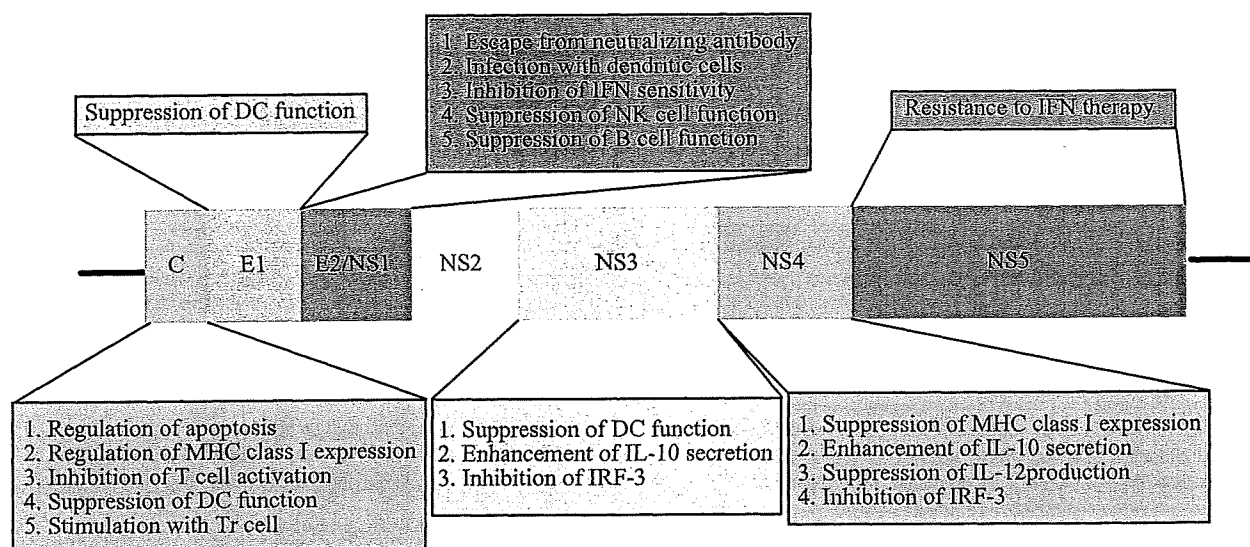 1. Escape from neutralizing antibody
2. Infection with dendritic cells
3. Inhibition of IFN sensitivity
4. Suppression of NK cell function
5. Suppression of B cell function
Suppression of DC function
Resistance to IFN therapy
C
E1
E2/NS1
NS2
NS3
NS4
NS5
1. Regulation of apoptosis
2. Regulation of MHC class I expression
3. Inhibition of T cell activation
4. Suppression of DC function
5. Stimulation with Tr cell
1. Suppression of DC function
2. Enhancement of IL-10 secretion
3. Inhibition of IRF-3
1. Suppression of MHC class I expression
2. Enhancement of IL-10 secretion
3. Suppression of IL-12production
4. Inhibition of IRF-3